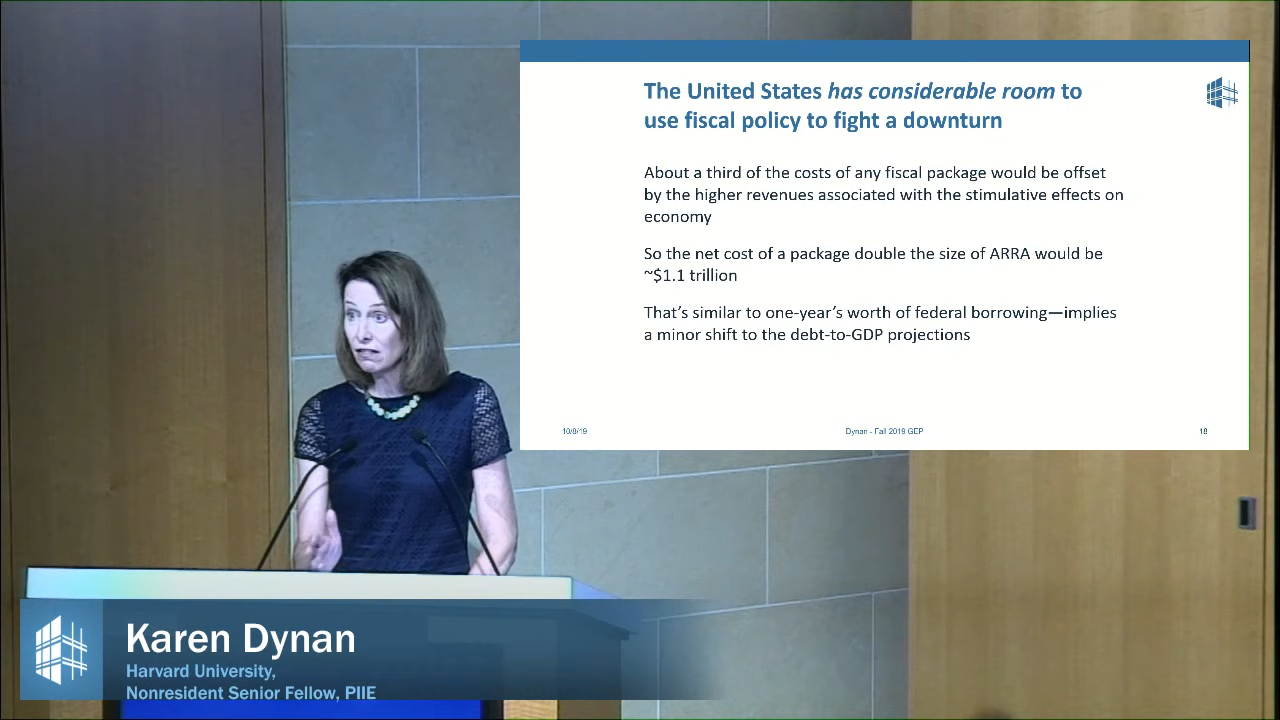 The United States has considerable room to
use fiscal policy to fight a downturn
About a third of the costs of any fiscal package would be offset
by the higher revenues associated with the stimulative effects on
economy
So the net cost of a package double the size of ARRA would be
~$1.1 trillion
That’s similar to one-year’s worth of federal borrowing—implies
a minor shift to the debt-to-GDP projections
10/8/19
Dynan - Fall 2019 GEP
18
Karen Dynan
Harvard University,
Nonresident Senior Fellow, PIIE